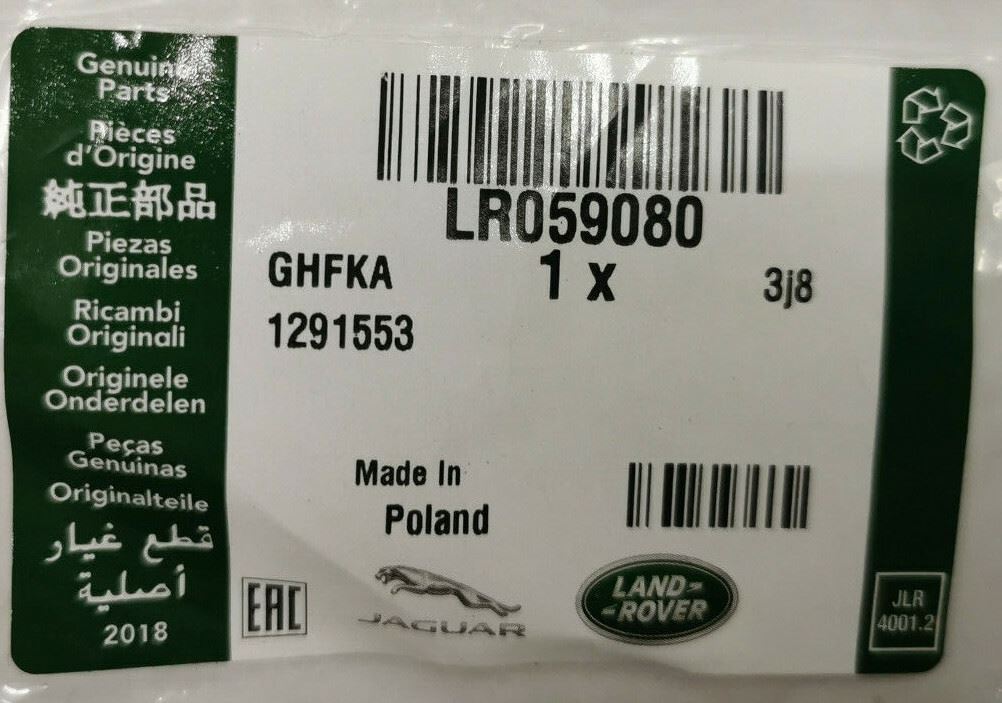 Genuine
Parts
Pièces
d'Origine
純正部品
Piezas
Originales
Ricambi
Originali
Originele
Onderdelen
Peças
Genuinas
Originalteile
قطع غيار
أصلية
2018
LR059080
GHFKA
1 x
3j8
1291553
Made In
Poland
EAC
JAGUAR
LAND-
-ROVER
JLR
4001.2